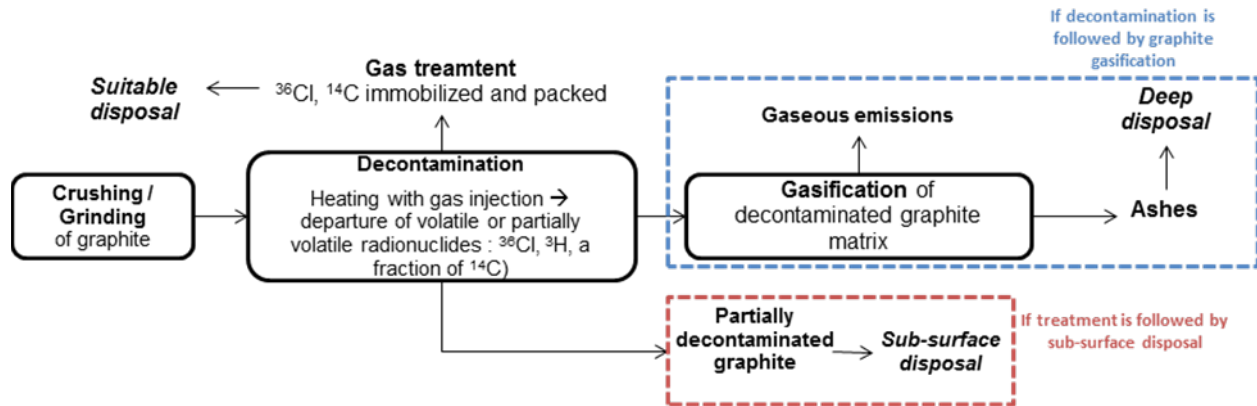 If decontamination is
followed by graphite
gasification
Gas treamtent
³⁶Cl, ¹⁴C immobilized and packed
Suitable
disposal
Deep
disposal
Gaseous emissions
Decontamination
Heating with gas injection →
departure of volatile or partially
volatile radionuclides : ³⁶Cl, ³H, a
fraction of ¹⁴C)
Crushing /
Grinding
of graphite
Gasification of
decontaminated graphite
matrix
Ashes
Partially
decontaminated
graphite
Sub-surface
disposal
If treatment is followed by
sub-surface disposal